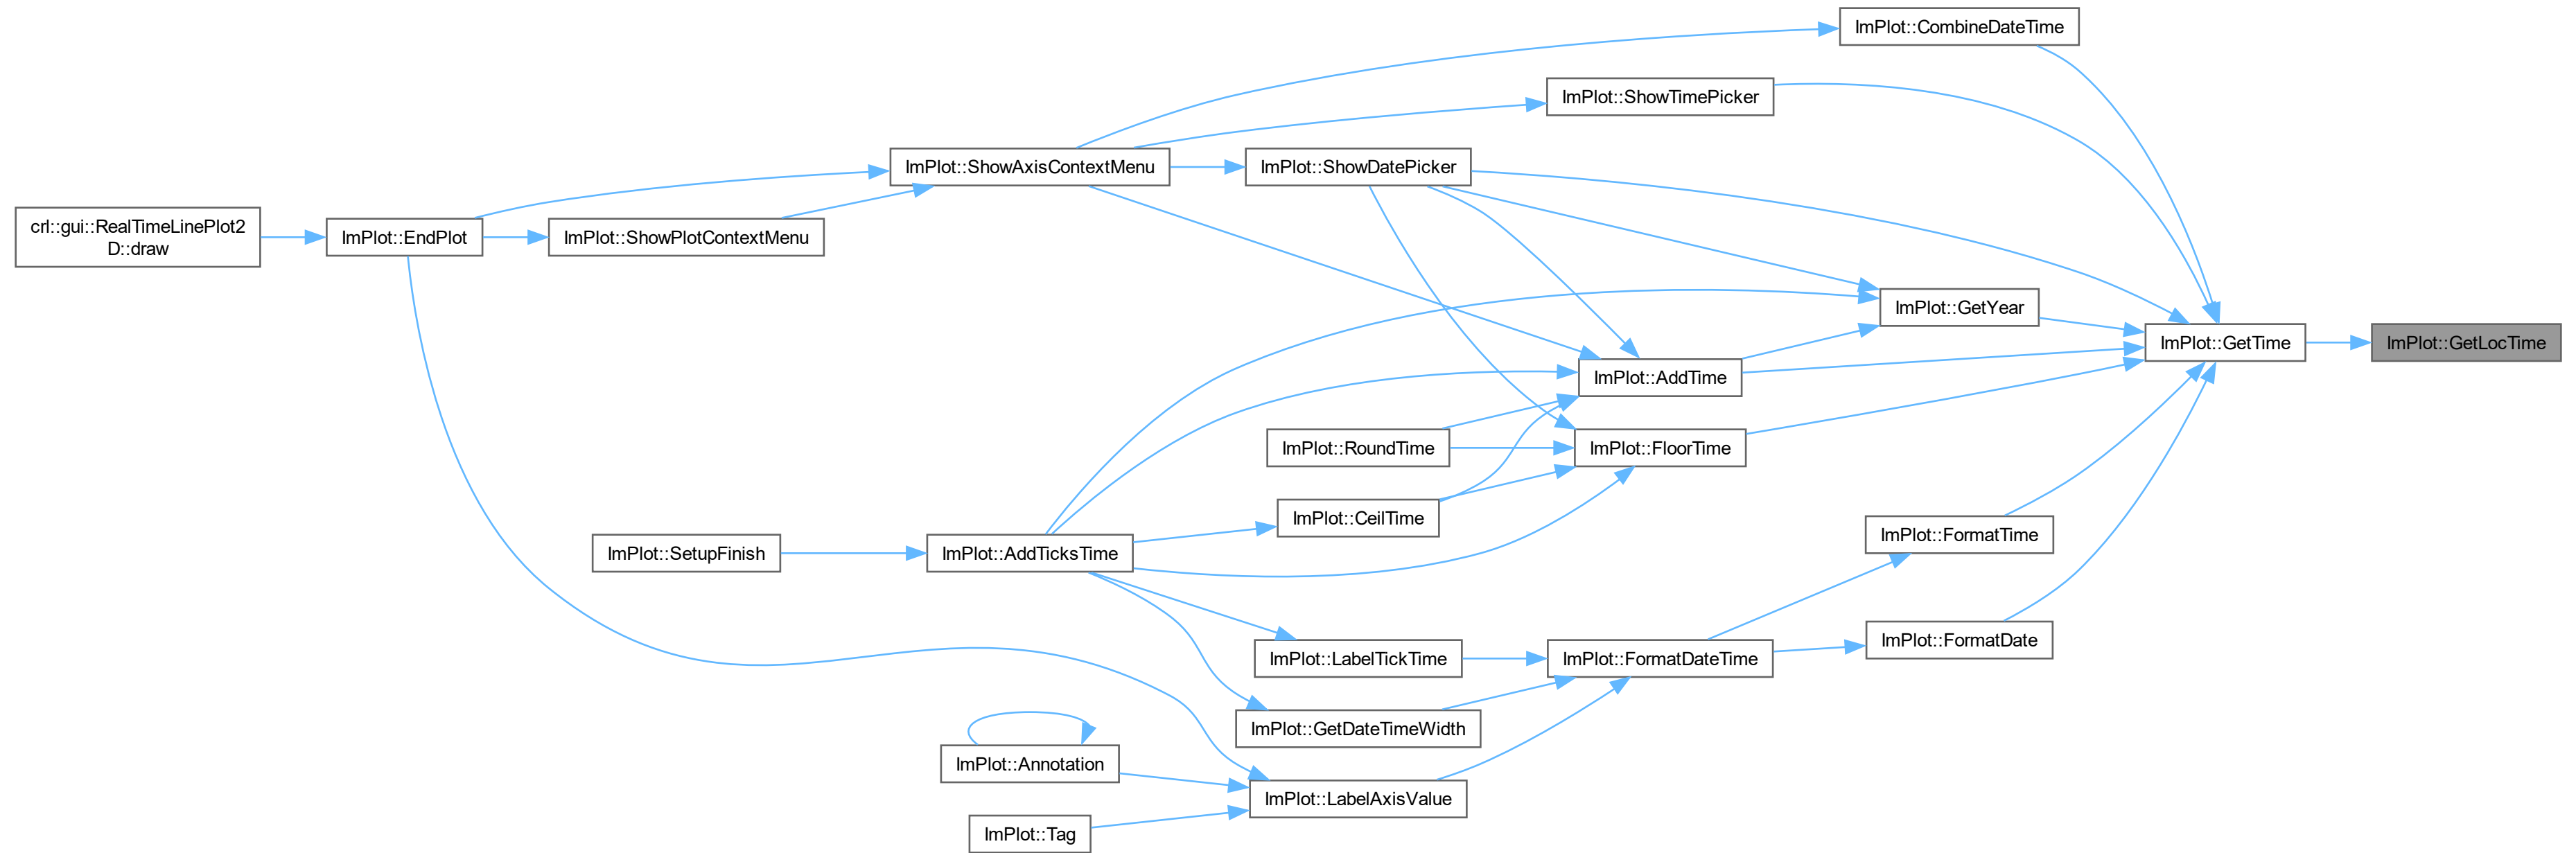 ImPlot::CombineDateTime
ImPlot::ShowTimePicker
ImPlot::ShowAxisContextMenu
ImPlot::ShowDatePicker
crl::gui::RealTimeLinePlot2
D::draw
ImPlot::EndPlot
ImPlot::ShowPlotContextMenu
ImPlot::GetYear
ImPlot::GetTime
ImPlot::GetLocTime
ImPlot::AddTime
ImPlot::RoundTime
ImPlot::FloorTime
ImPlot::CeilTime
ImPlot::FormatTime
ImPlot::SetupFinish
ImPlot::AddTicksTime
ImPlot::FormatDate
ImPlot::LabelTickTime
ImPlot::FormatDateTime
ImPlot::GetDateTimeWidth
ImPlot::Annotation
ImPlot::LabelAxisValue
ImPlot::Tag